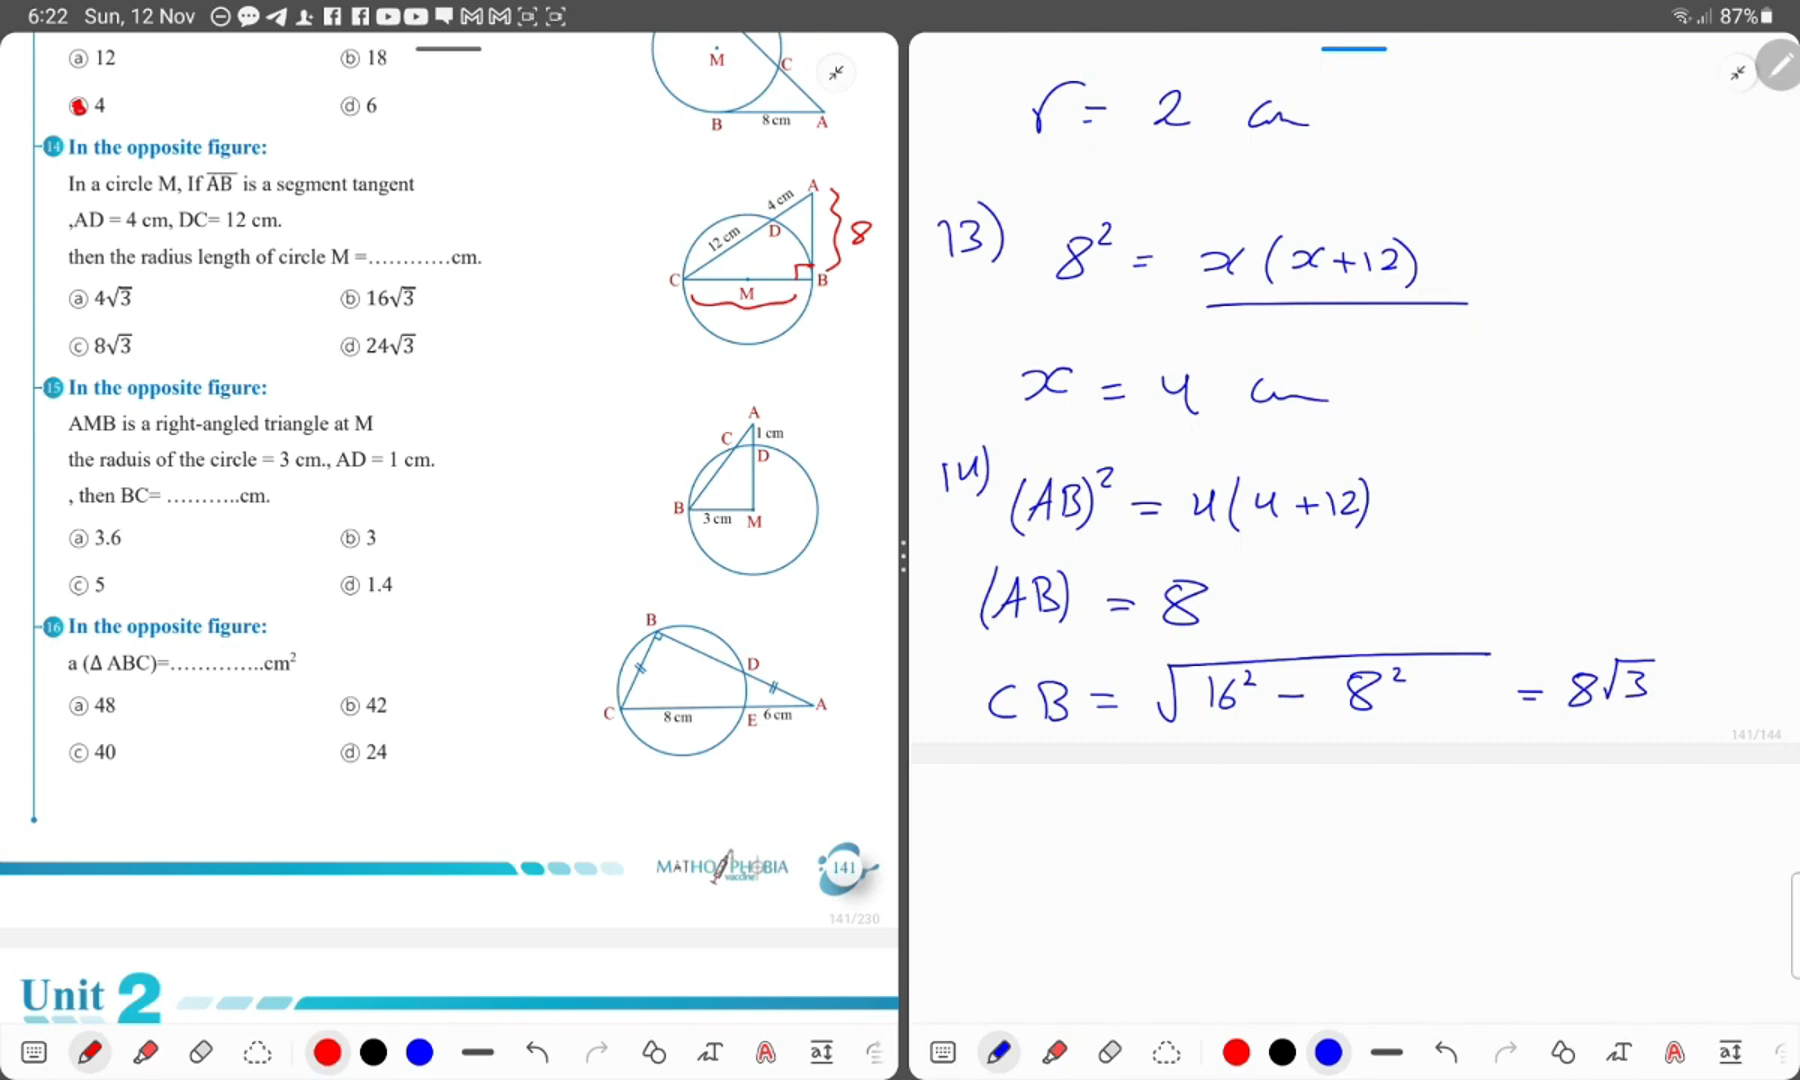 6:22 Sun, 12 Nov
87%
ⓐ 12 ⓑ 18
4 ⓓ 6
M
C
B
8 cm
A
14 In the opposite figure:
In a circle M, If AB is a segment tangent
,AD = 4 cm, DC= 12 cm.
then the radius length of circle M =............cm.
ⓐ 4√3 ⓑ 16√3
ⓒ 8√3 ⓓ 24√3
A
4 cm
D
12 cm
8
C
M
B
15 In the opposite figure:
AMB is a right-angled triangle at M
the raduis of the circle = 3 cm., AD = 1 cm.
, then BC= ...........cm.
ⓐ 3.6 ⓑ 3
ⓒ 5 ⓓ 1.4
A
C
1 cm
D
B
3 cm
M
16 In the opposite figure:
a (Δ ABC)=..............cm²
ⓐ 48 ⓑ 42
ⓒ 40 ⓓ 24
B
D
C
8 cm
E
6 cm
A
MATHO PHOBIA
vaccine
141
141/230
Unit 2
r = 2 cm
13) 8² = x(x+12)
x = 4 cm
14) (AB)² = 4(4+12)
(AB) = 8
CB = √16² − 8² = 8√3
141/144